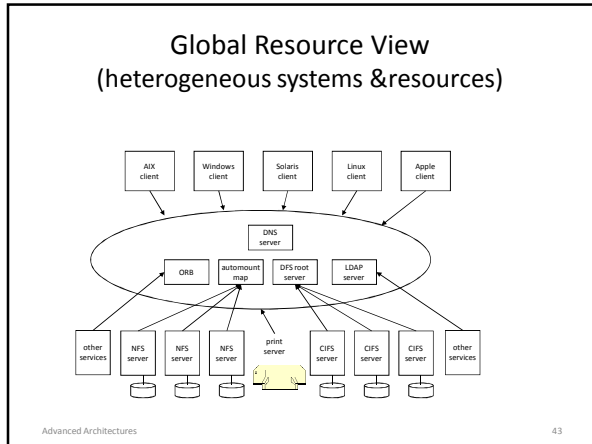 Global Resource View
(heterogeneous systems &resources)
AIX
client
Windows
client
Solaris
client
Linux
client
Apple
client
DNS
server
ORB
automount
map
DFS root
server
LDAP
server
other
services
NFS
server
NFS
server
NFS
server
print
server
CIFS
server
CIFS
server
CIFS
server
other
services
Advanced Architectures
43